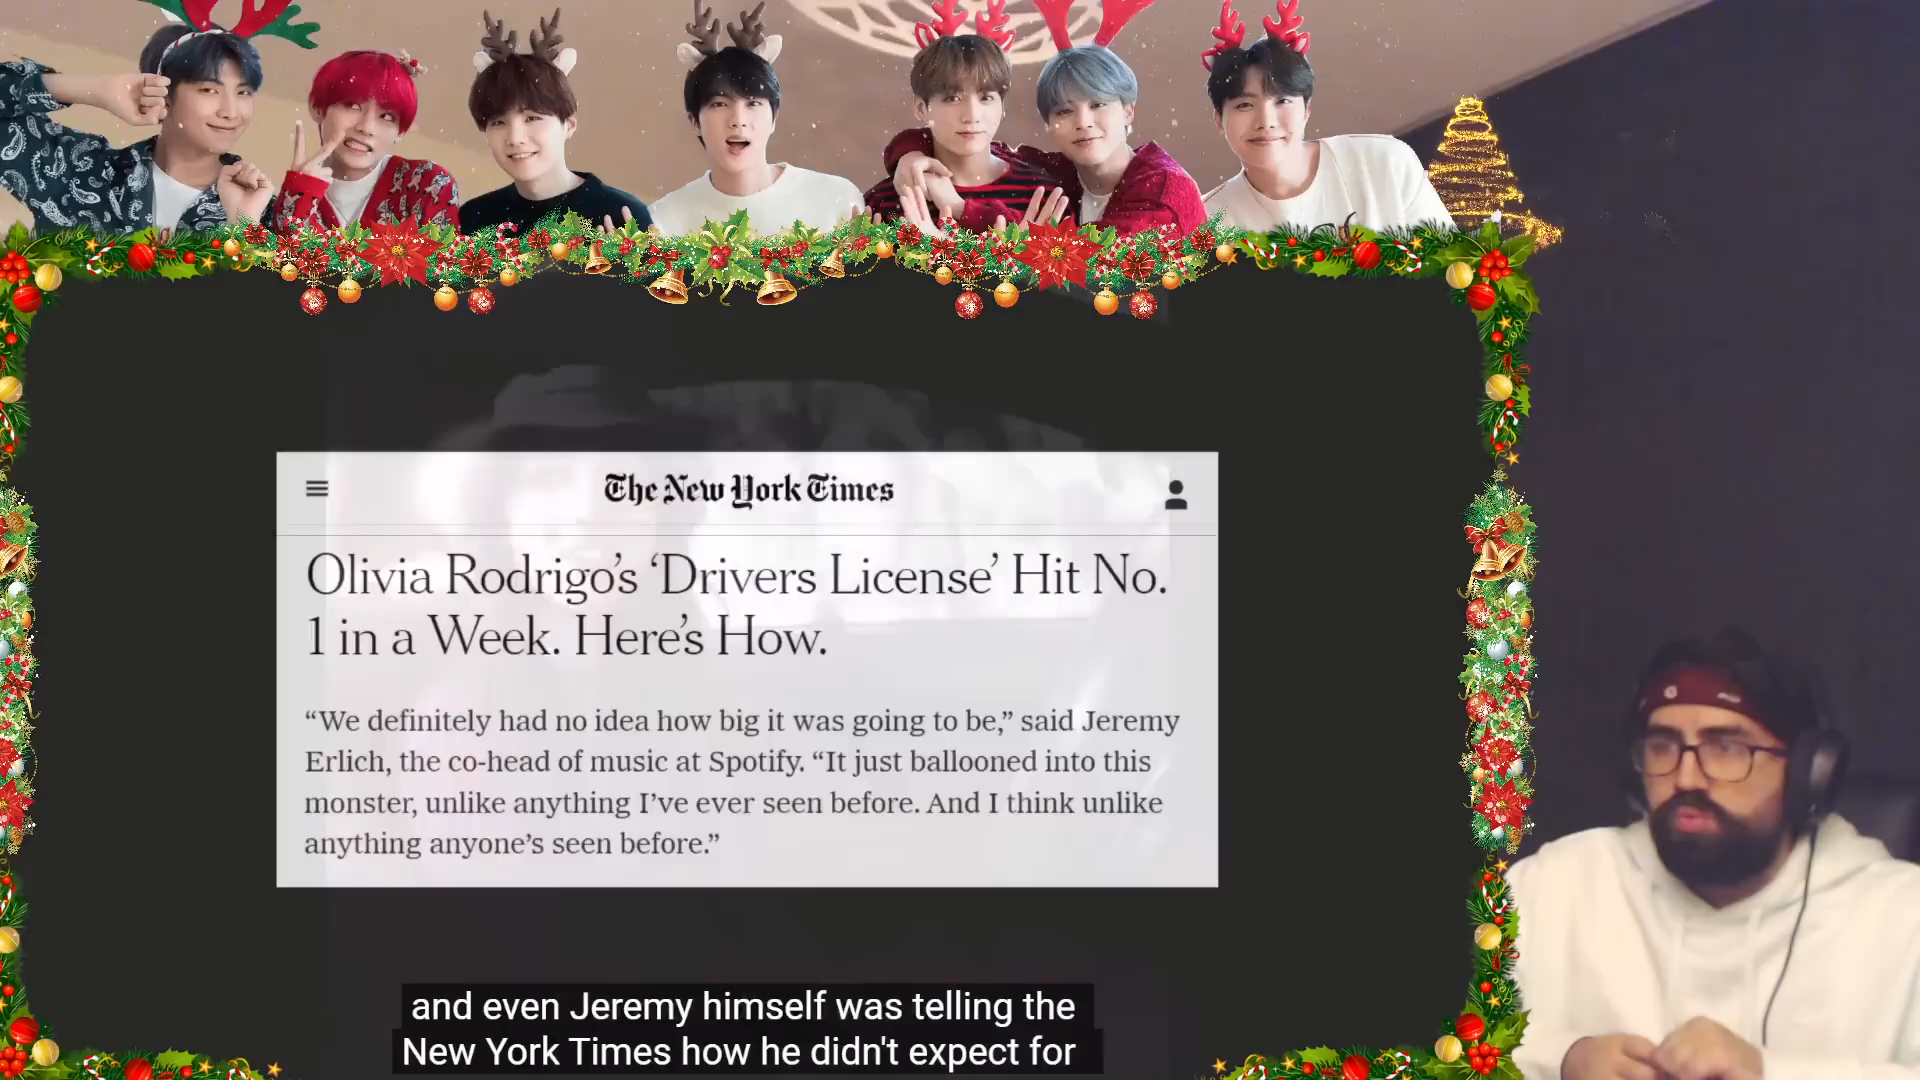 The New York Times
Olivia Rodrigo’s ‘Drivers License’ Hit No.
1 in a Week. Here’s How.
“We definitely had no idea how big it was going to be,” said Jeremy
Erlich, the co-head of music at Spotify. “It just ballooned into this
monster, unlike anything I’ve ever seen before. And I think unlike
anything anyone’s seen before.”
and even Jeremy himself was telling the
New York Times how he didn't expect for